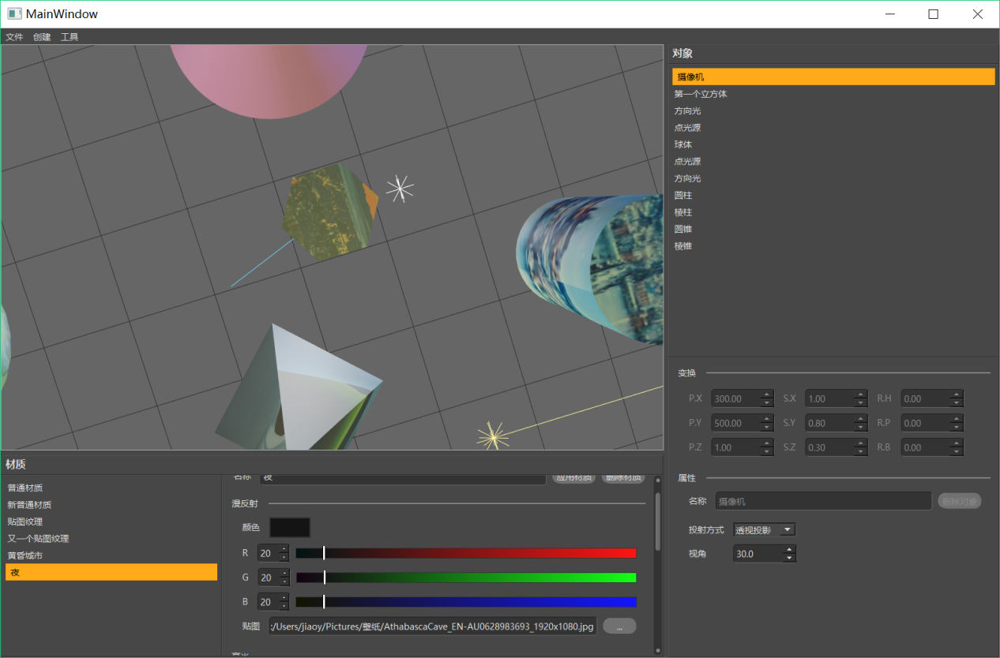 MainWindow
文件 创建 工具
对象
摄像机
第一个立方体
方向光
点光源
球体
点光源
方向光
圆柱
棱柱
圆锥
棱锥
变换
P.X 300.00 S.X 1.00 R.H 0.00
P.Y 500.00 S.Y 0.80 R.P 0.00
P.Z 1.00 S.Z 0.30 R.B 0.00
属性
名称 摄像机 删除对象
投射方式 透视投影
视角 30.0
材质
普通材质
新普通材质
贴图纹理
又一个贴图纹理
黄昏城市
夜
名称 夜 应用材质 删除材质
漫反射
颜色
R 20
G 20
B 20
贴图 :/Users/jiaoy/Pictures/壁纸/AthabascaCave_EN-AU0628983693_1920x1080.jpg ...